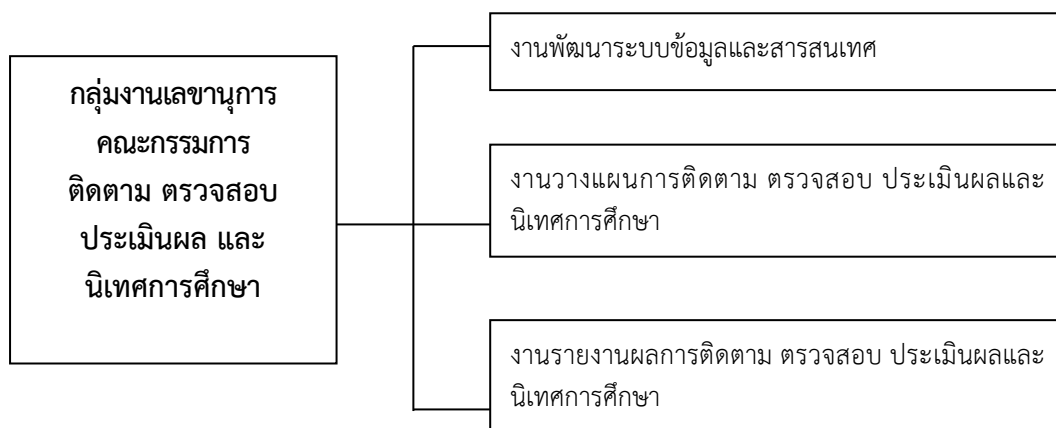 กลุ่มงานเลขานุการ
คณะกรรมการ
ติดตาม ตรวจสอบ
ประเมินผล และ
นิเทศการศึกษา
งานพัฒนาระบบข้อมูลและสารสนเทศ
งานวางแผนการติดตาม ตรวจสอบ ประเมินผลและ
นิเทศการศึกษา
งานรายงานผลการติดตาม ตรวจสอบ ประเมินผลและ
นิเทศการศึกษา